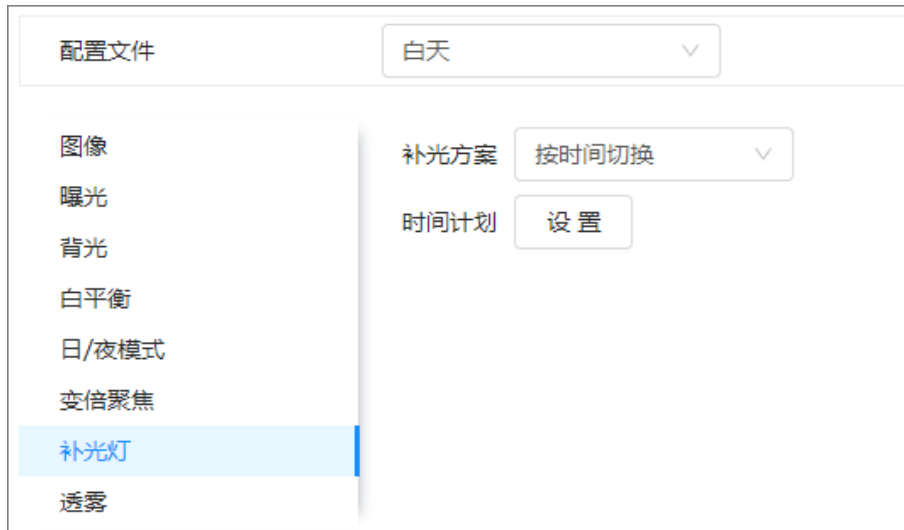 配置文件 白天
图像
曝光
背光
白平衡
日/夜模式
变倍聚焦
补光灯
透雾
补光方案 按时间切换
时间计划 设 置